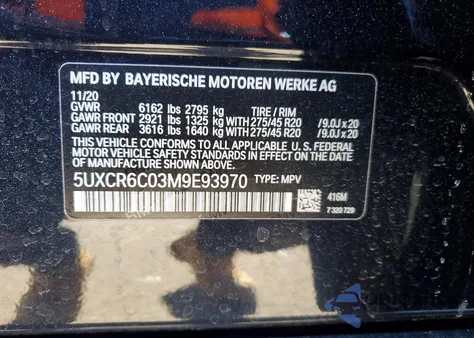 MFD BY BAYERISCHE MOTOREN WERKE AG
11/20
GVWR 6162 lbs 2795 kg TIRE / RIM
GAWR FRONT 2921 lbs 1325 kg WITH 275/45 R20 /9.0J x 20
GAWR REAR 3616 lbs 1640 kg WITH 275/45 R20 /9.0J x 20
THIS VEHICLE CONFORMS TO ALL APPLICABLE U. S. FEDERAL
MOTOR VEHICLE SAFETY STANDARDS IN EFFECT ON THE DATE OF
MANUFACTURE SHOWN ABOVE.
5UXCR6C03M9E93970 TYPE: MPV
416M
7 320 729